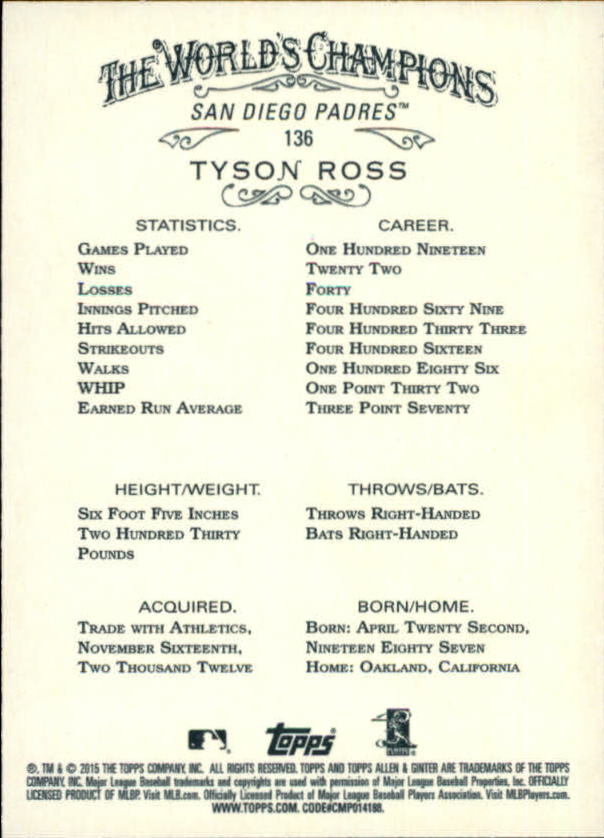 THE WORLD'S CHAMPIONS
SAN DIEGO PADRES™
136
TYSON ROSS
STATISTICS. CAREER.
GAMES PLAYED ONE HUNDRED NINETEEN
WINS TWENTY TWO
LOSSES FORTY
INNINGS PITCHED FOUR HUNDRED SIXTY NINE
HITS ALLOWED FOUR HUNDRED THIRTY THREE
STRIKEOUTS FOUR HUNDRED SIXTEEN
WALKS ONE HUNDRED EIGHTY SIX
WHIP ONE POINT THIRTY TWO
EARNED RUN AVERAGE THREE POINT SEVENTY
HEIGHT/WEIGHT.
SIX FOOT FIVE INCHES
TWO HUNDRED THIRTY
POUNDS
THROWS/BATS.
THROWS RIGHT-HANDED
BATS RIGHT-HANDED
ACQUIRED.
TRADE WITH ATHLETICS,
NOVEMBER SIXTEENTH,
TWO THOUSAND TWELVE
BORN/HOME.
BORN: APRIL TWENTY SECOND,
NINETEEN EIGHTY SEVEN
HOME: OAKLAND, CALIFORNIA
Topps
®, TM & © 2015 THE TOPPS COMPANY, INC. ALL RIGHTS RESERVED. TOPPS AND TOPPS ALLEN & GINTER ARE TRADEMARKS OF THE TOPPS
COMPANY, INC. Major League Baseball trademarks and copyrights are used with permission of Major League Baseball Properties, Inc. OFFICIALLY
LICENSED PRODUCT OF MLBP. Visit MLB.com. Officially Licensed Product of Major League Baseball Players Association. Visit MLBPlayers.com.
WWW.TOPPS.COM. CODE#CMP014188.